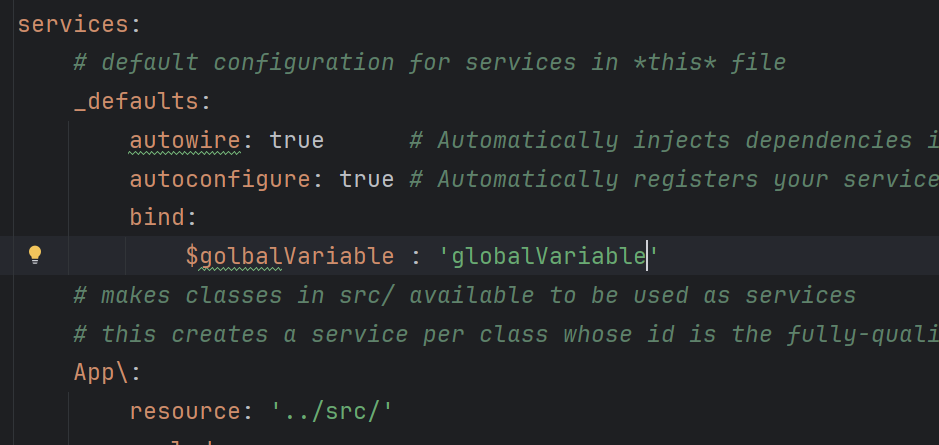 services:
# default configuration for services in *this* file
_defaults:
autowire: true # Automatically injects dependencies i
autoconfigure: true # Automatically registers your service
bind:
$golbalVariable : 'globalVariable'
# makes classes in src/ available to be used as services
# this creates a service per class whose id is the fully-quali
App\:
resource: '../src/'